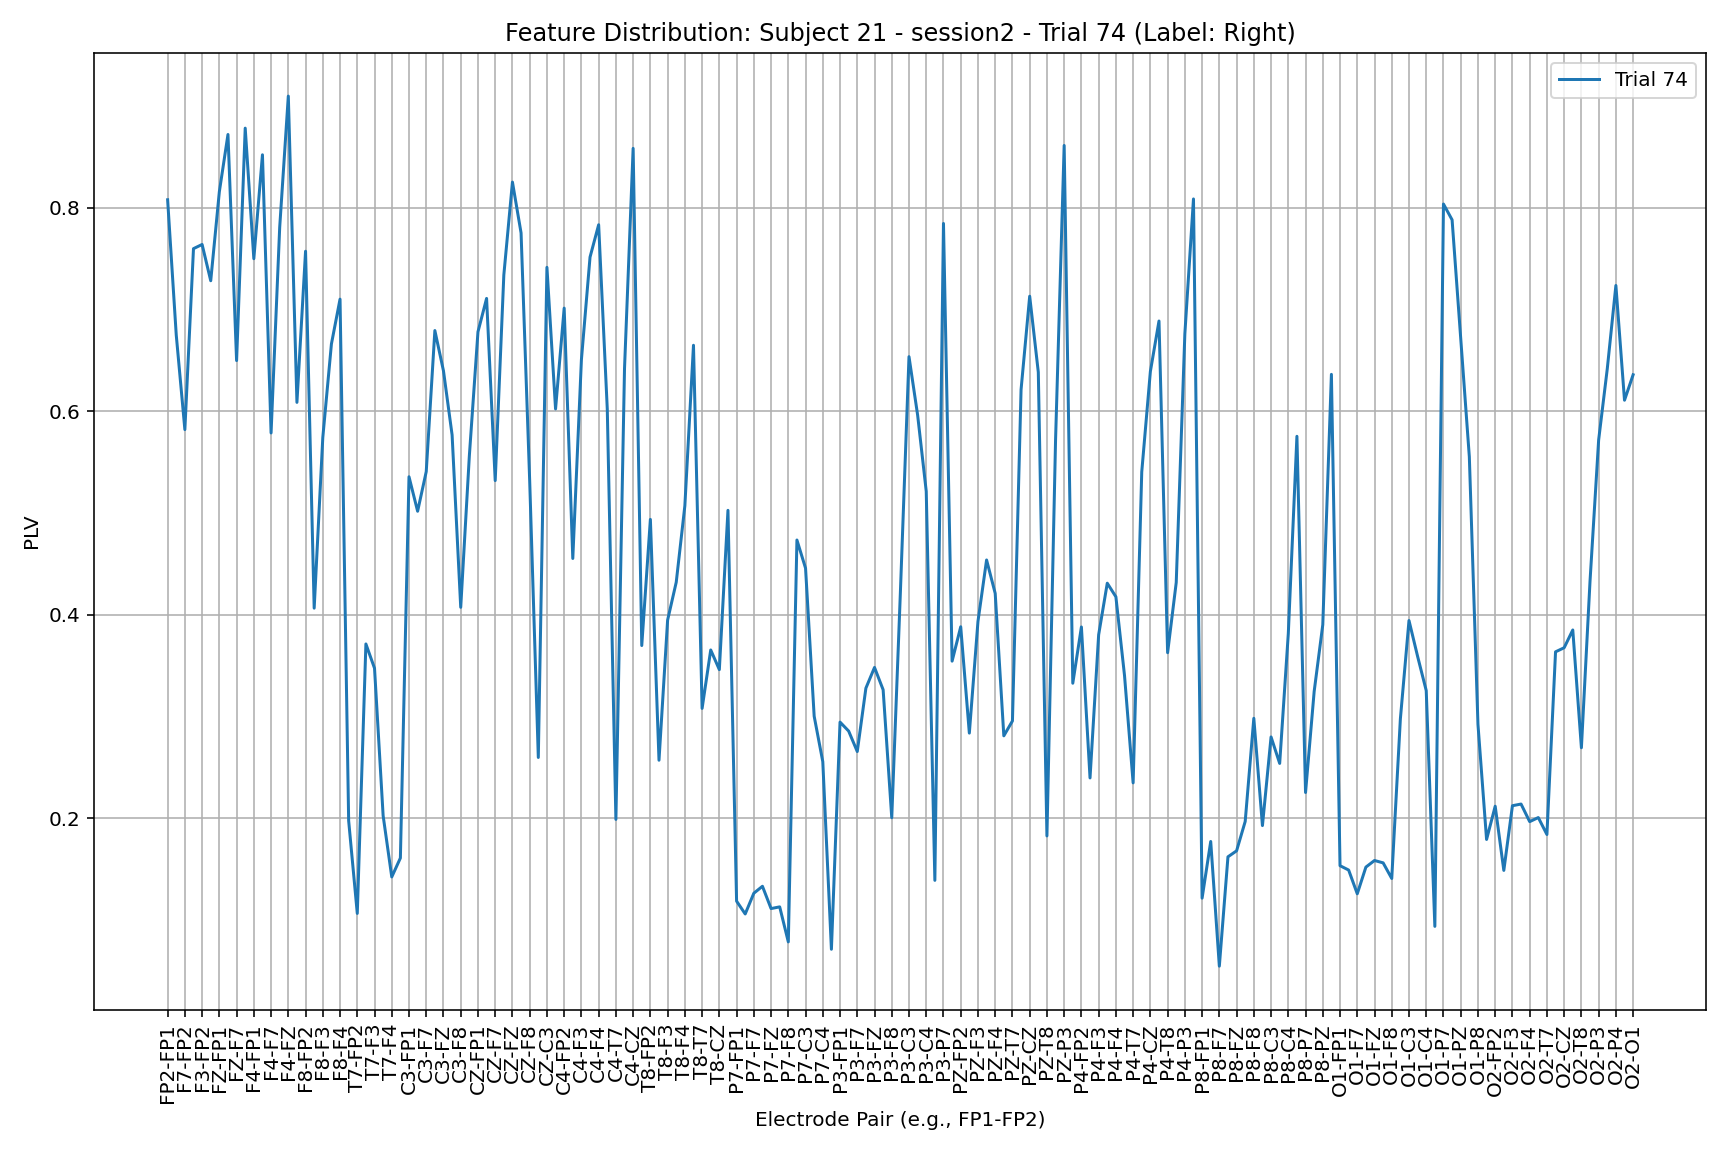 Feature Distribution: Subject 21 - session2 - Trial 74 (Label: Right)
Trial 74
0.8
0.6
0.4
0.2
PLV
FP2-FP1
F7-FP2
F3-FP2
FZ-FP1
FZ-F7
F4-FP1
F4-F7
F4-FZ
F8-FP2
F8-F3
F8-F4
T7-FP2
T7-F3
T7-F4
C3-FP1
C3-F7
C3-FZ
C3-F8
CZ-FP1
CZ-F7
CZ-FZ
CZ-F8
CZ-C3
C4-FP2
C4-F3
C4-F4
C4-T7
C4-CZ
T8-FP2
T8-F3
T8-F4
T8-T7
T8-CZ
P7-FP1
P7-F7
P7-FZ
P7-F8
P7-C3
P7-C4
P3-FP1
P3-F7
P3-FZ
P3-F8
P3-C3
P3-C4
P3-P7
PZ-FP2
PZ-F3
PZ-F4
PZ-T7
PZ-CZ
PZ-T8
PZ-P3
P4-FP2
P4-F3
P4-F4
P4-T7
P4-CZ
P4-T8
P4-P3
P8-FP1
P8-F7
P8-FZ
P8-F8
P8-C3
P8-C4
P8-P7
P8-PZ
O1-FP1
O1-F7
O1-FZ
O1-F8
O1-C3
O1-C4
O1-P7
O1-PZ
O1-P8
O2-FP2
O2-F3
O2-F4
O2-T7
O2-CZ
O2-T8
O2-P3
O2-P4
O2-O1
Electrode Pair (e.g., FP1-FP2)